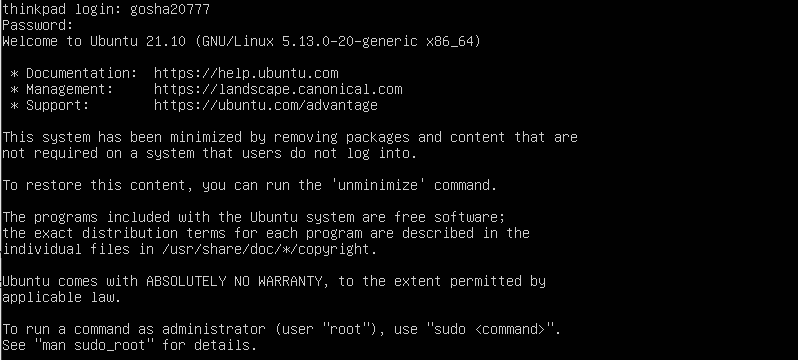 thinkpad login: gosha20777
Password:
Welcome to Ubuntu 21.10 (GNU/Linux 5.13.0-20-generic x86_64)
* Documentation:  https://help.ubuntu.com
* Management:     https://landscape.canonical.com
* Support:        https://ubuntu.com/advantage
This system has been minimized by removing packages and content that are
not required on a system that users do not log into.
To restore this content, you can run the 'unminimize' command.
The programs included with the Ubuntu system are free software;
the exact distribution terms for each program are described in the
individual files in /usr/share/doc/*/copyright.
Ubuntu comes with ABSOLUTELY NO WARRANTY, to the extent permitted by
applicable law.
To run a command as administrator (user "root"), use "sudo <command>".
See "man sudo_root" for details.